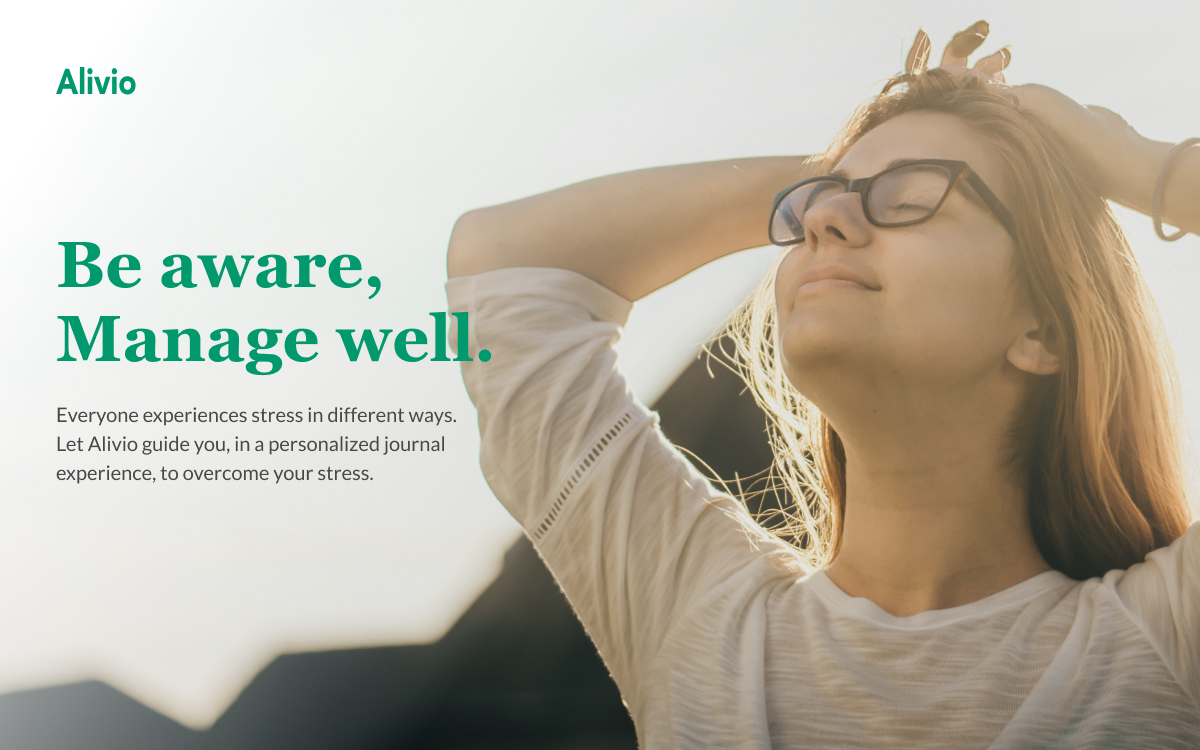 Alivio
Be aware,
Manage well.
Everyone experiences stress in different ways.
Let Alivio guide you, in a personalized journal
experience, to overcome your stress.